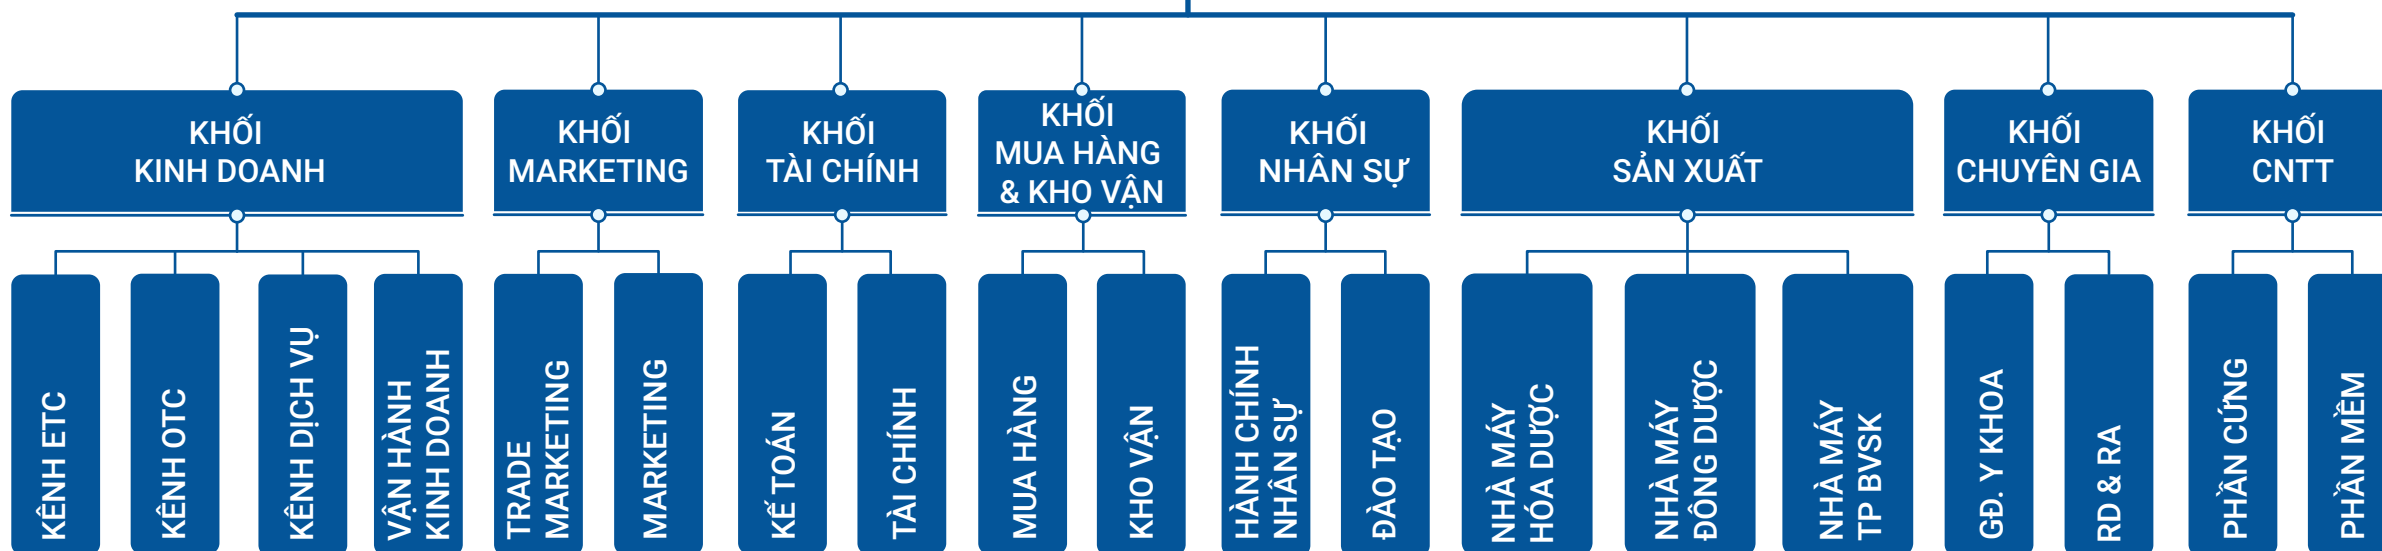 KHỐI
KINH DOANH
KHỐI
MARKETING
KHỐI
TÀI CHÍNH
KHỐI
MUA HÀNG
& KHO VẬN
KHỐI
NHÂN SỰ
KHỐI
SẢN XUẤT
KHỐI
CHUYÊN GIA
KHỐI
CNTT
KÊNH ETC
KÊNH OTC
KÊNH DỊCH VỤ
VẬN HÀNH
KINH DOANH
TRADE
MARKETING
MARKETING
KẾ TOÁN
TÀI CHÍNH
MUA HÀNG
KHO VẬN
HÀNH CHÍNH
NHÂN SỰ
ĐÀO TẠO
NHÀ MÁY
HÓA DƯỢC
NHÀ MÁY
ĐÔNG DƯỢC
NHÀ MÁY
TP BVSK
GĐ. Y KHOA
RD & RA
PHẦN CỨNG
PHẦN MỀM